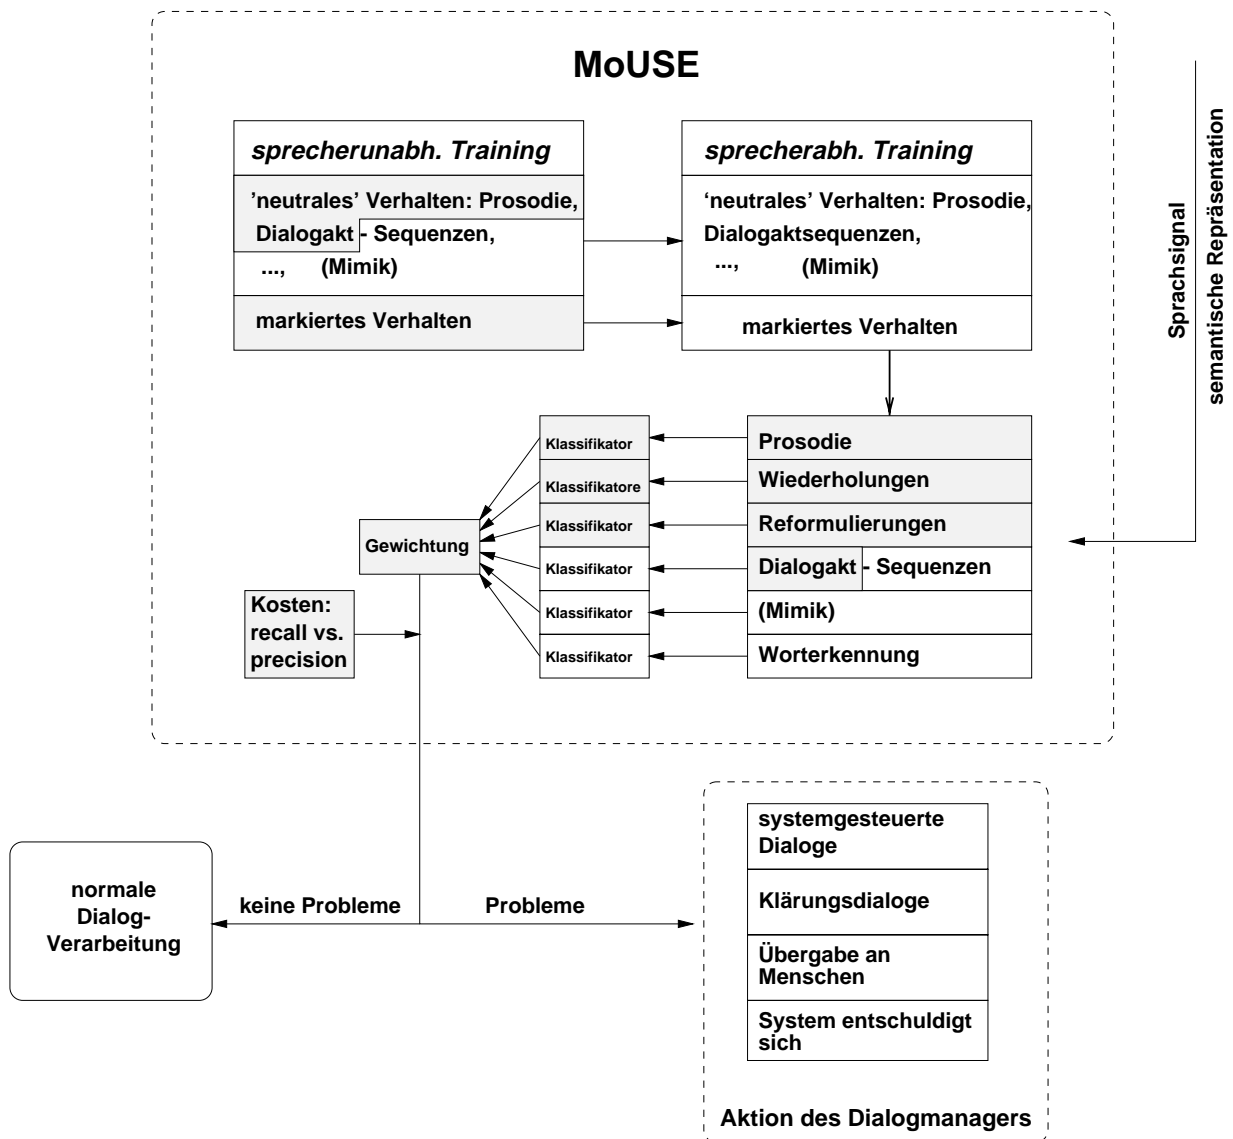 MoUSE
sprecherunabh. Training
'neutrales' Verhalten: Prosodie,
Dialogakt - Sequenzen,
..., (Mimik)
markiertes Verhalten
sprecherabh. Training
‘neutrales’ Verhalten: Prosodie,
Dialogaktsequenzen,
..., (Mimik)
markiertes Verhalten
Sprachsignal
semantische Repräsentation
Klassifikator
Klassifikatore
Klassifikator
Klassifikator
Klassifikator
Klassifikator
Prosodie
Wiederholungen
Reformulierungen
Dialogakt - Sequenzen
(Mimik)
Worterkennung
Gewichtung
Kosten:
recall vs.
precision
normale
Dialog-
Verarbeitung
keine Probleme
Probleme
systemgesteuerte
Dialoge
Klärungsdialoge
Übergabe an
Menschen
System entschuldigt
sich
Aktion des Dialogmanagers